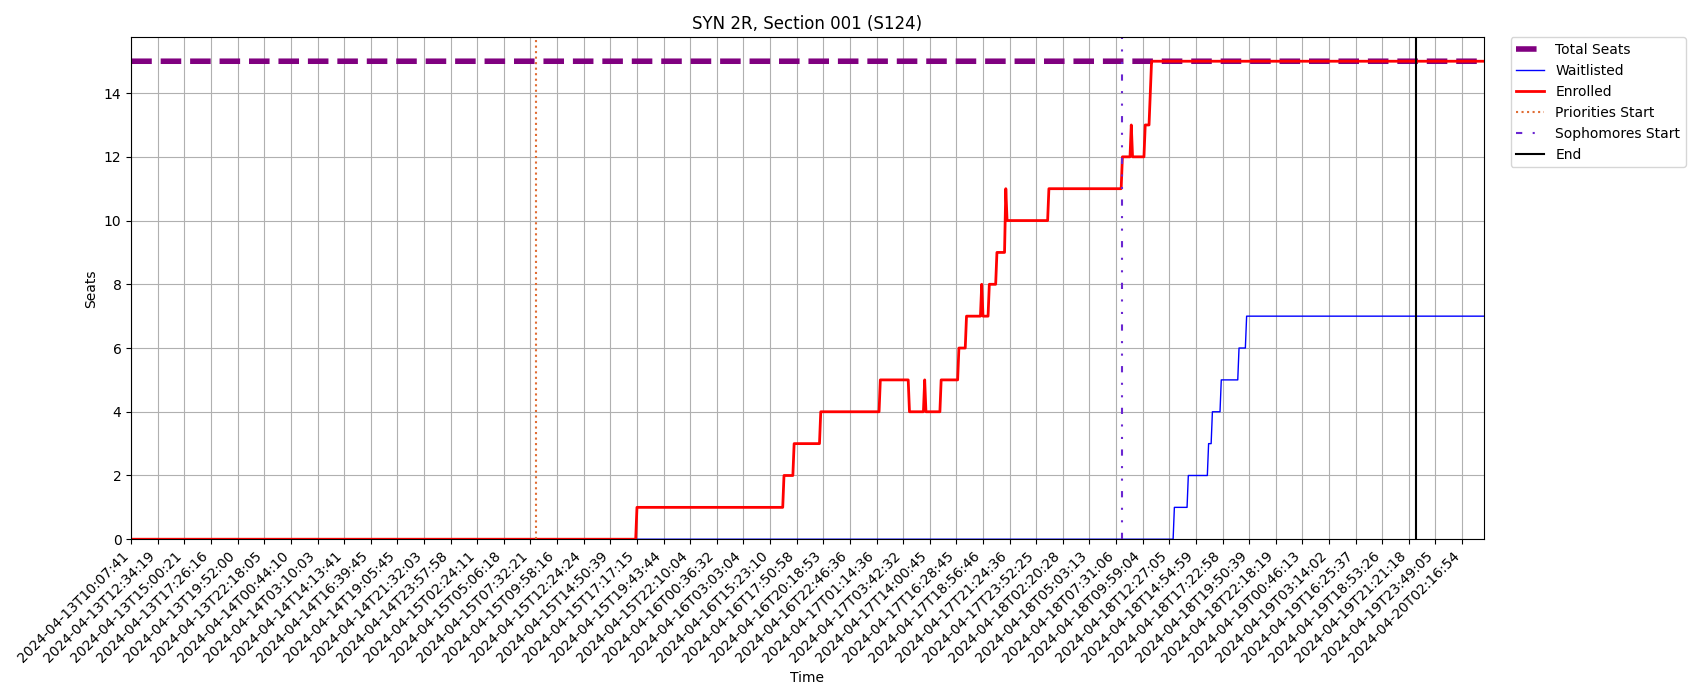 SYN 2R, Section 001 (S124)
Total Seats
Waitlisted
Enrolled
Priorities Start
Sophomores Start
End
Seats
14
12
10
8
6
4
2
0
2024-04-13T10:07:41
2024-04-13T12:34:19
2024-04-13T15:00:21
2024-04-13T17:26:16
2024-04-13T19:52:00
2024-04-13T22:18:05
2024-04-14T00:44:10
2024-04-14T03:10:03
2024-04-14T14:13:41
2024-04-14T16:39:45
2024-04-14T19:05:45
2024-04-14T21:32:03
2024-04-14T23:57:58
2024-04-15T02:24:11
2024-04-15T05:06:18
2024-04-15T07:32:21
2024-04-15T09:58:16
2024-04-15T12:24:24
2024-04-15T14:50:39
2024-04-15T17:17:15
2024-04-15T19:43:44
2024-04-15T22:10:04
2024-04-16T00:36:32
2024-04-16T03:03:04
2024-04-16T15:23:10
2024-04-16T17:50:58
2024-04-16T20:18:53
2024-04-16T22:46:36
2024-04-17T01:14:36
2024-04-17T03:42:32
2024-04-17T14:00:45
2024-04-17T16:28:45
2024-04-17T18:56:46
2024-04-17T21:24:36
2024-04-17T23:52:25
2024-04-18T02:20:28
2024-04-18T05:03:13
2024-04-18T07:31:06
2024-04-18T09:59:04
2024-04-18T12:27:05
2024-04-18T14:54:59
2024-04-18T17:22:58
2024-04-18T19:50:39
2024-04-18T22:18:19
2024-04-19T00:46:13
2024-04-19T03:14:02
2024-04-19T16:25:37
2024-04-19T18:53:26
2024-04-19T21:21:18
2024-04-19T23:49:05
2024-04-20T02:16:54
Time